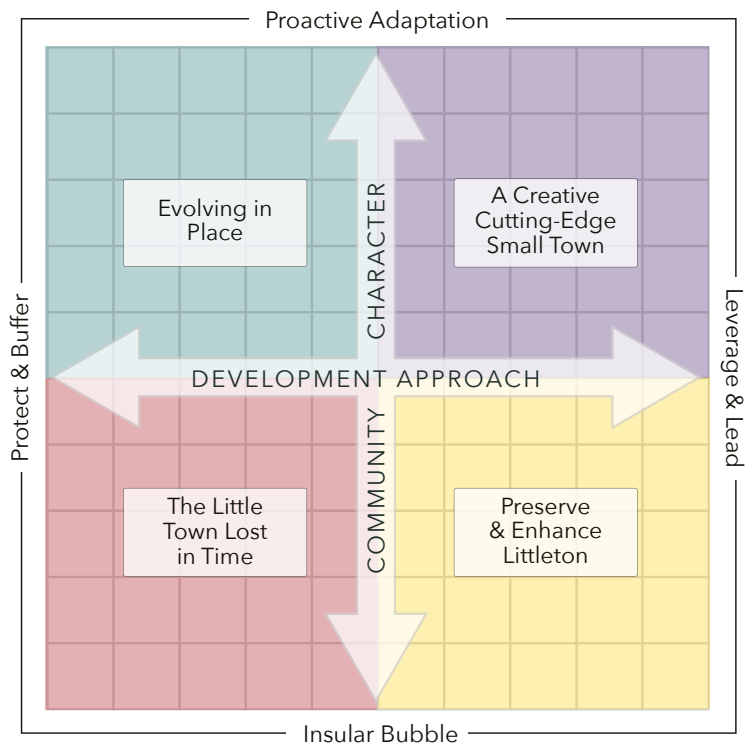 Proactive Adaptation
Evolving in
Place
A Creative
Cutting-Edge
Small Town
CHARACTER
Protect & Buffer
Leverage & Lead
DEVELOPMENT APPROACH
COMMUNITY
The Little
Town Lost
in Time
Preserve
& Enhance
Littleton
Insular Bubble